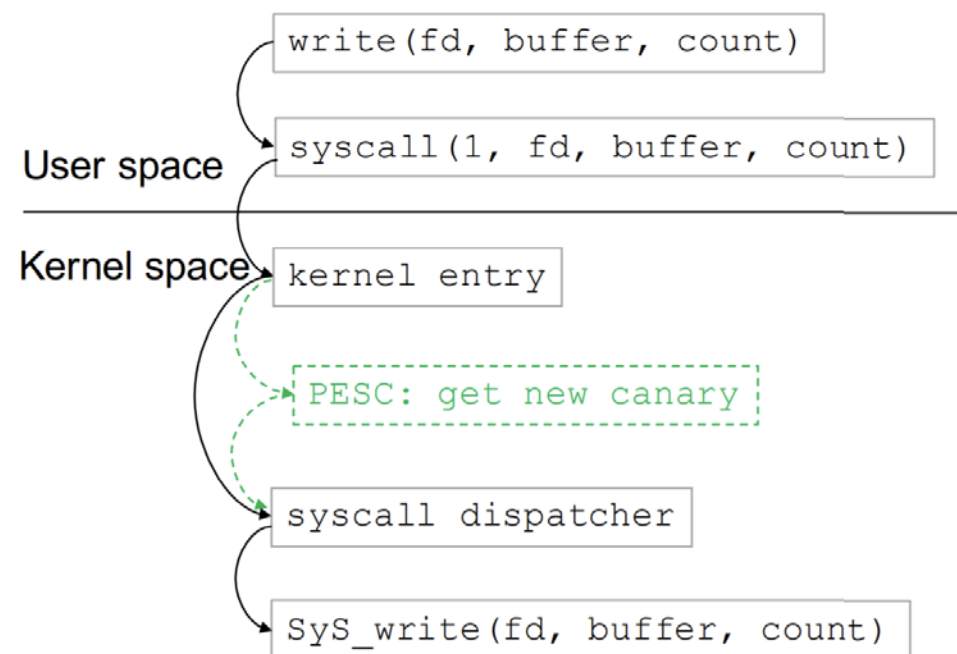 write(fd, buffer, count)
syscall(1, fd, buffer, count)
User space
Kernel space
kernel entry
PESC: get new canary
syscall dispatcher
SyS_write(fd, buffer, count)